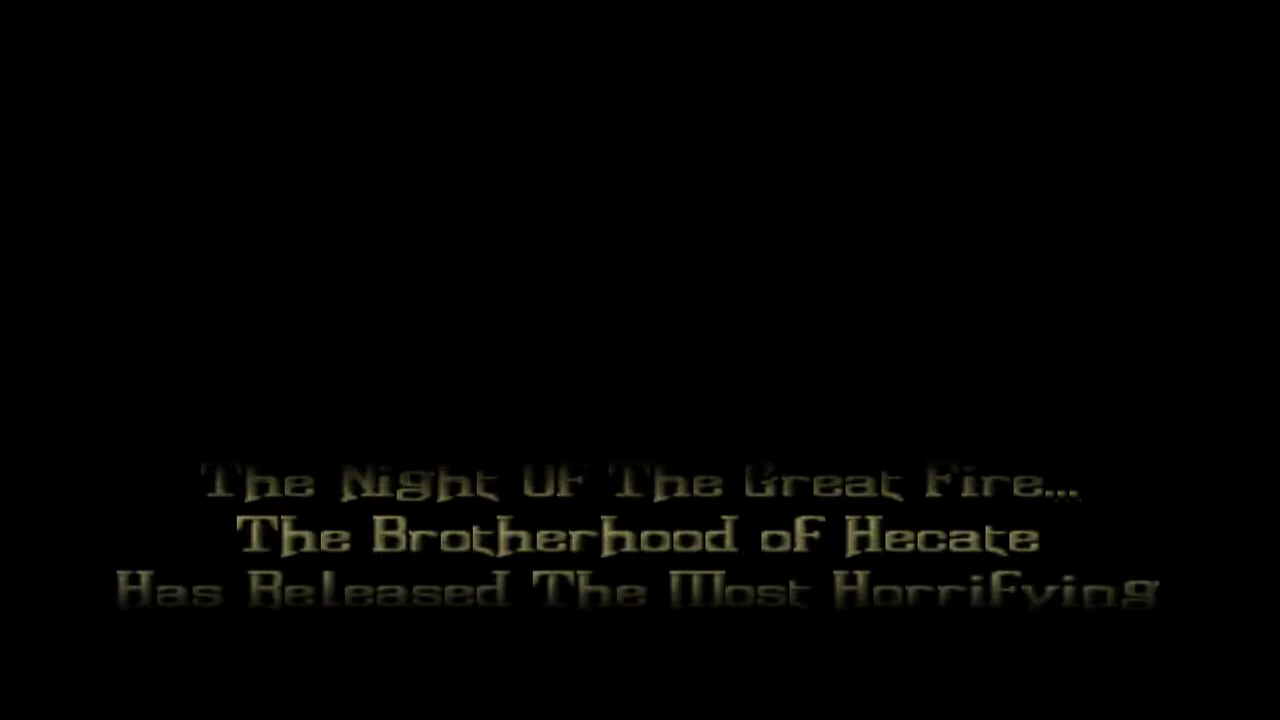 The Night Of The Great Fire...
The Brotherhood of Hecate
Has Released The Most Horrifying